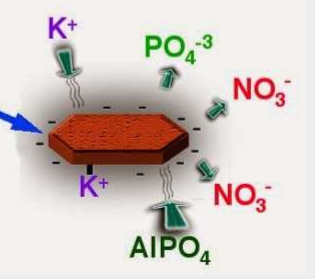 K+
PO4-3
NO3-
K+
NO3-
AlPO4